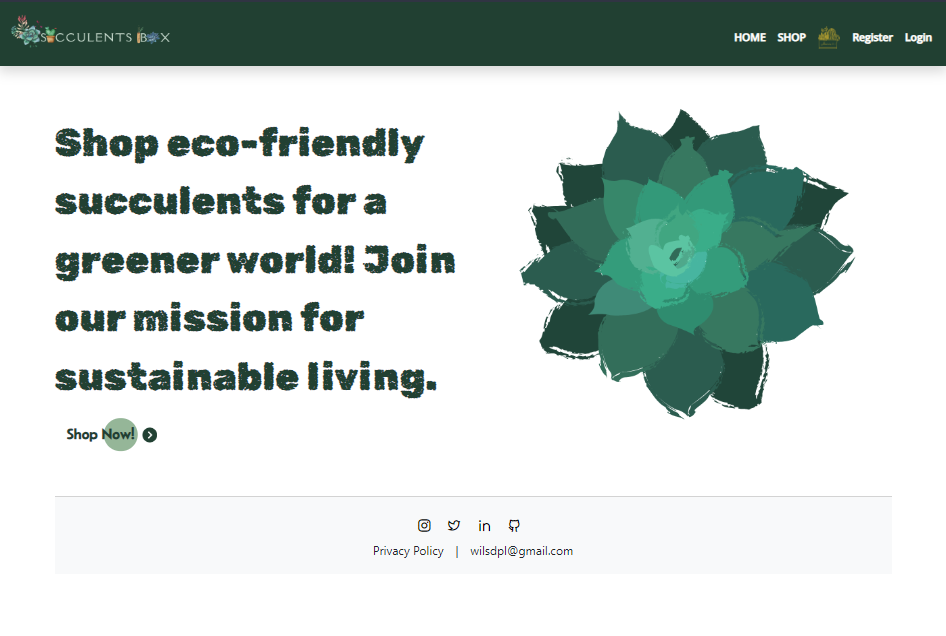 SUCCULENTS BOX
HOME SHOP Register Login
Shop eco-friendly
succulents for a
greener world! Join
our mission for
sustainable living.
Shop Now!
Privacy Policy | wilsdpl@gmail.com